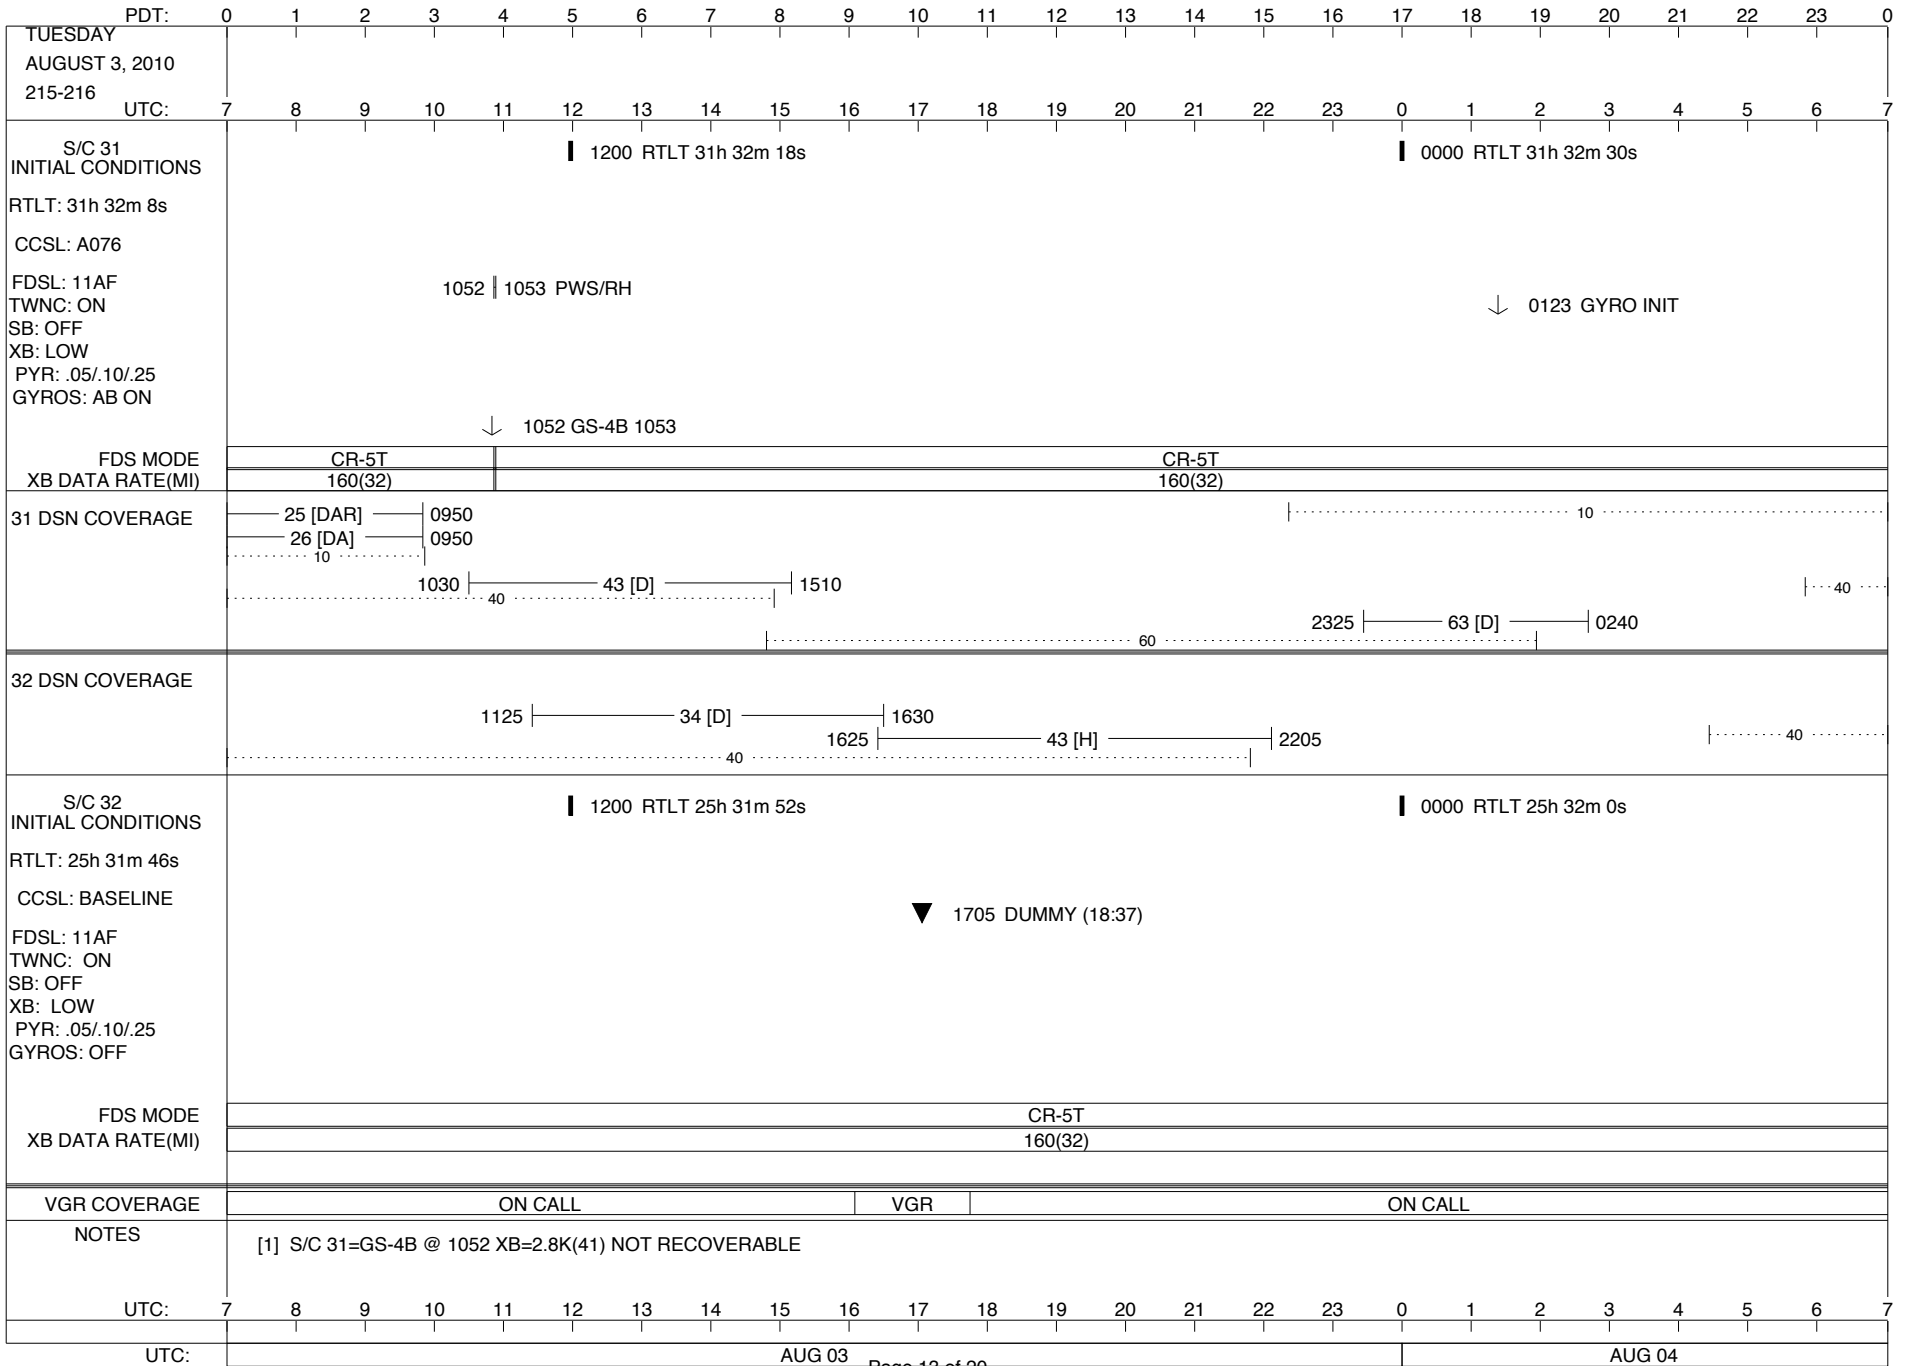 PDT: 0 1 2 3 4 5 6 7 8 9 10 11 12 13 14 15 16 17 18 19 20 21 22 23 0
TUESDAY
AUGUST 3, 2010
215-216
UTC: 7 8 9 10 11 12 13 14 15 16 17 18 19 20 21 22 23 0 1 2 3 4 5 6 7
S/C 31
INITIAL CONDITIONS
1200 RTLT 31h 32m 18s
0000 RTLT 31h 32m 30s
RTLT: 31h 32m 8s
CCSL: A076
FDSL: 11AF
TWNC: ON
SB: OFF
XB: LOW
PYR: .05/.10/.25
GYROS: AB ON
1052 1053 PWS/RH
0123 GYRO INIT
1052 GS-4B 1053
FDS MODE CR-5T CR-5T
XB DATA RATE(MI) 160(32) 160(32)
31 DSN COVERAGE
25 [DAR] 0950
10
26 [DA] 0950
10
1030 43 [D] 1510
40
40
2325 63 [D] 0240
60
32 DSN COVERAGE
1125 34 [D] 1630
1625 43 [H] 2205
40
40
S/C 32
INITIAL CONDITIONS
1200 RTLT 25h 31m 52s
0000 RTLT 25h 32m 0s
RTLT: 25h 31m 46s
CCSL: BASELINE
1705 DUMMY (18:37)
FDSL: 11AF
TWNC: ON
SB: OFF
XB: LOW
PYR: .05/.10/.25
GYROS: OFF
FDS MODE CR-5T
XB DATA RATE(MI) 160(32)
VGR COVERAGE ON CALL VGR ON CALL
NOTES
[1] S/C 31=GS-4B @ 1052 XB=2.8K(41) NOT RECOVERABLE
UTC: 7 8 9 10 11 12 13 14 15 16 17 18 19 20 21 22 23 0 1 2 3 4 5 6 7
UTC: AUG 03 AUG 04
Page of 20